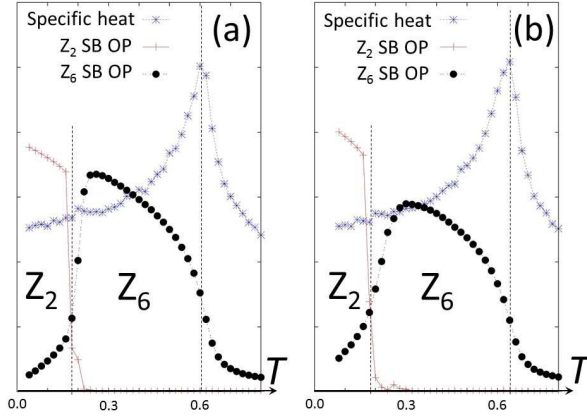 Specific heat
Z2 SB OP
Z6 SB OP
(a)
Z2
Z6
T
0.0
0.3
0.6
Specific heat
Z2 SB OP
Z6 SB OP
(b)
Z2
Z6
T
0.0
0.3
0.6